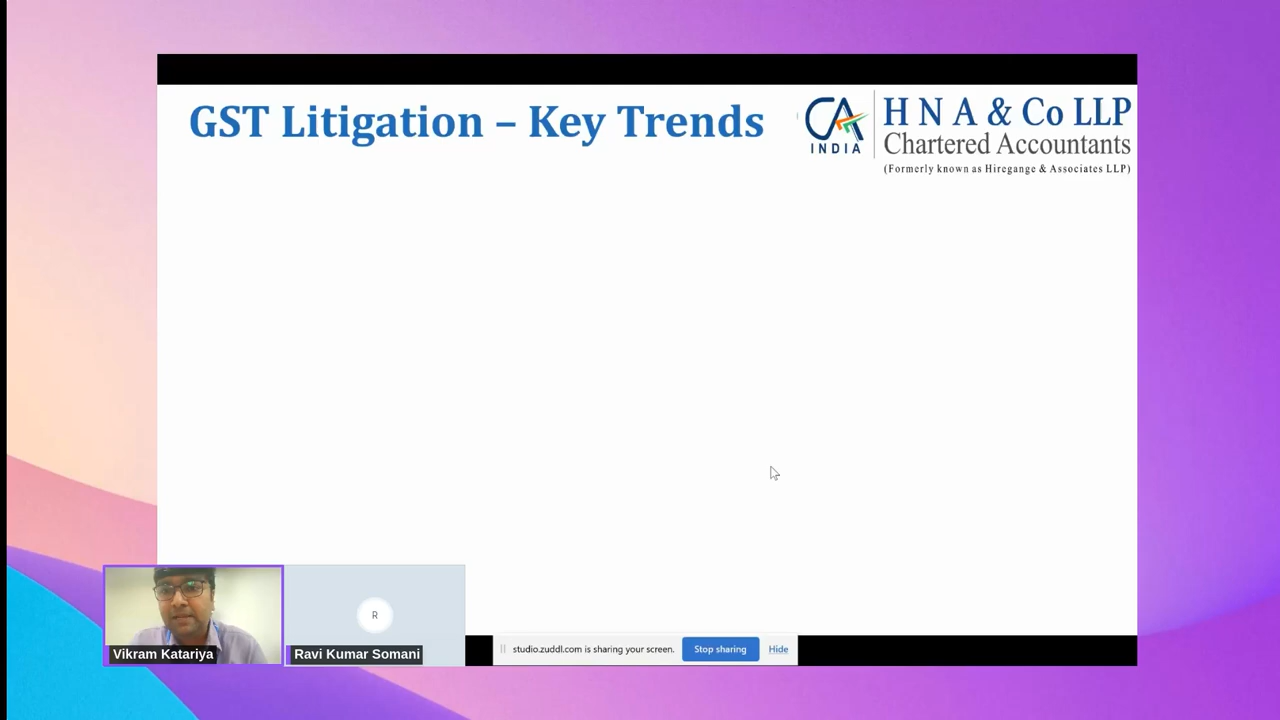 GST Litigation – Key Trends
CA
INDIA
H N A & Co LLP
Chartered Accountants
(Formerly known as Hiregange & Associates LLP)
R
Vikram Katariya
Ravi Kumar Somani
studio.zuddl.com is sharing your screen.
Stop sharing
Hide